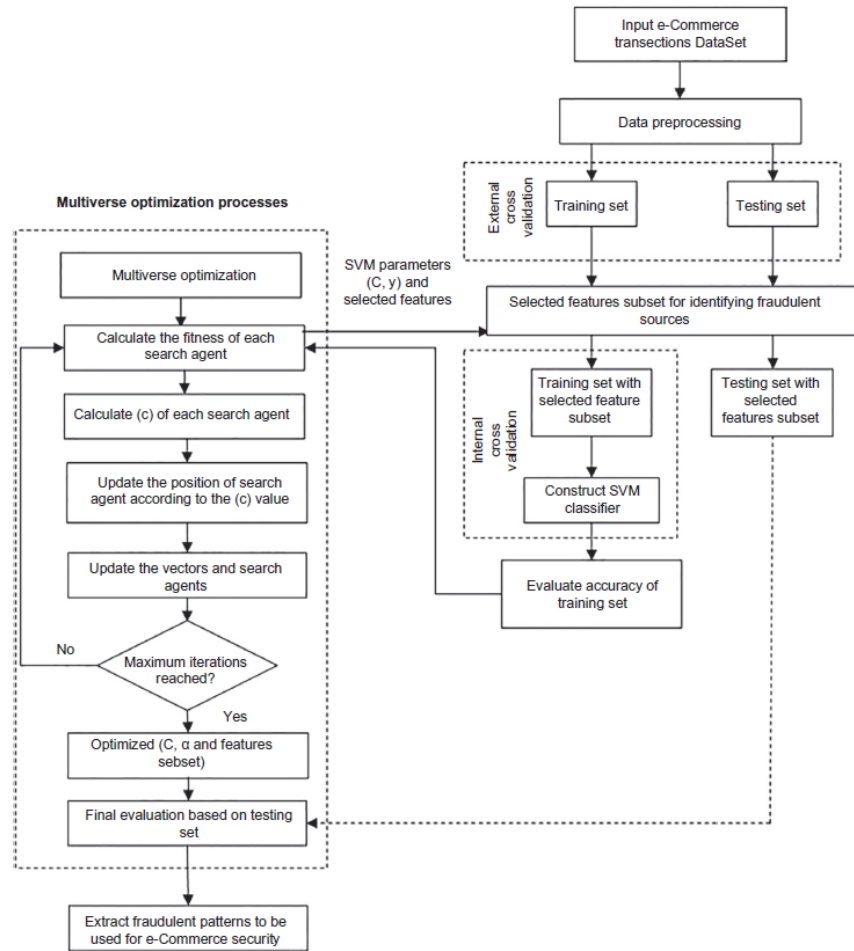 Input e-Commerce
transections DataSet
Data preprocessing
External
cross
validation
Training set
Testing set
Multiverse optimization processes
Multiverse optimization
SVM parameters
(C, y) and
selected features
Selected features subset for identifying fraudulent
sources
Calculate the fitness of each
search agent
Internal
cross
validation
Training set with
selected feature
subset
Testing set with
selected
features subset
Calculate (c) of each search agent
Update the position of search
agent according to the (c) value
Construct SVM
classifier
Update the vectors and search
agents
Evaluate accuracy of
training set
No
Maximum iterations
reached?
Yes
Optimized (C, α and features
sebset)
Final evaluation based on testing
set
Extract fraudulent patterns to be
used for e-Commerce security